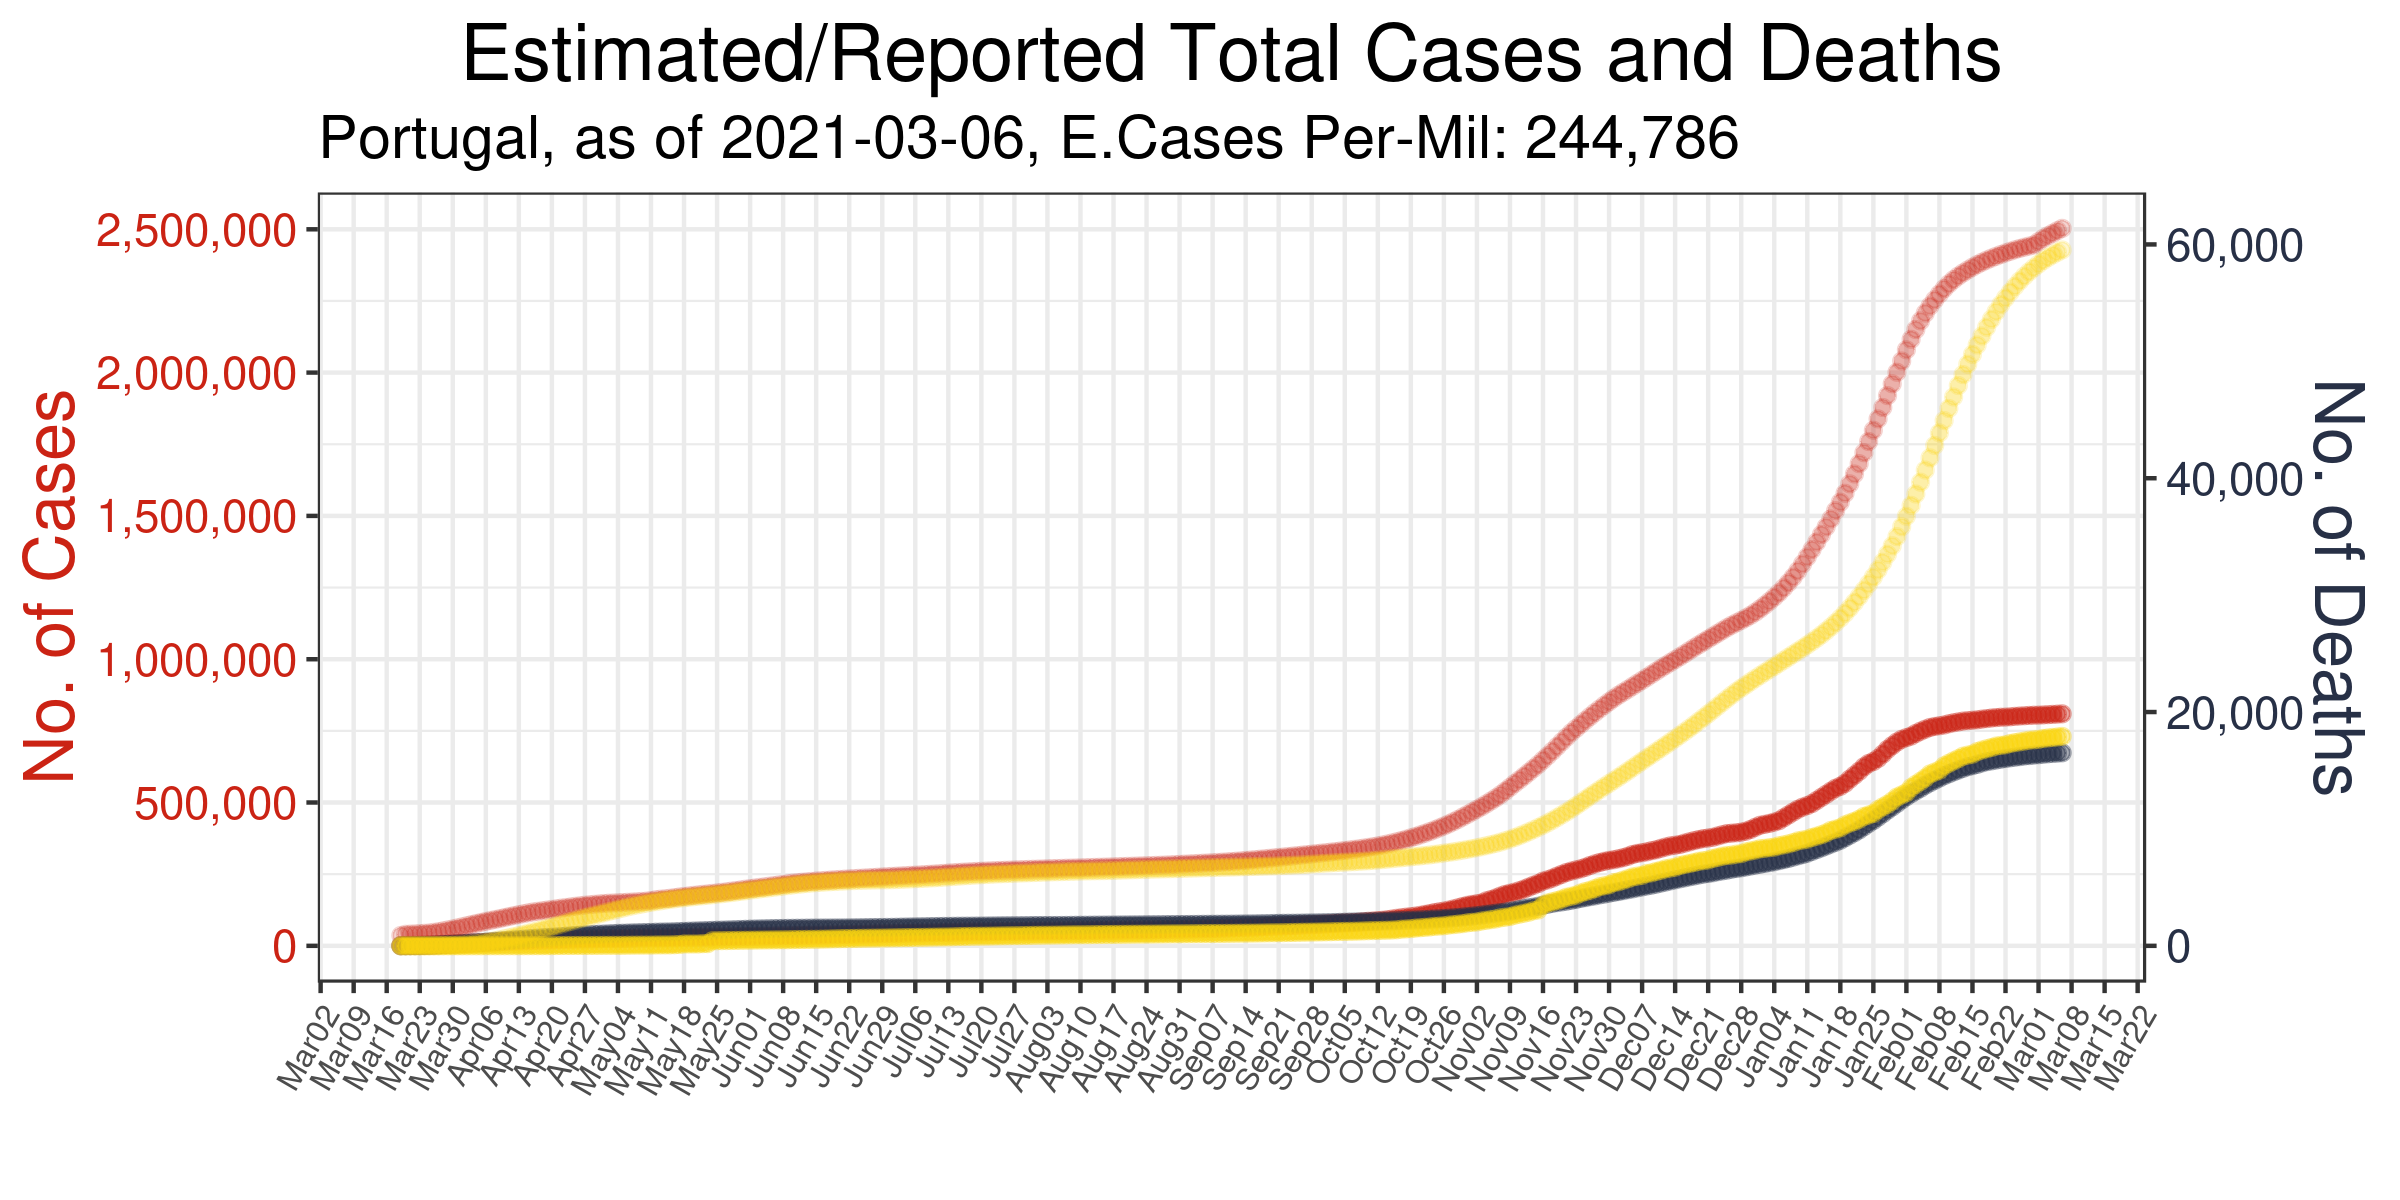 Estimated/Reported Total Cases and Deaths
Portugal, as of 2021-03-06, E.Cases Per-Mil: 244,786
No. of Cases
2,500,000
2,000,000
1,500,000
1,000,000
500,000
0
60,000
40,000
20,000
0
No. of Deaths
Mar02
Mar09
Mar16
Mar23
Mar30
Apr06
Apr13
Apr20
Apr27
May04
May11
May18
May25
Jun01
Jun08
Jun15
Jun22
Jun29
Jul06
Jul13
Jul20
Jul27
Aug03
Aug10
Aug17
Aug24
Aug31
Sep07
Sep14
Sep21
Sep28
Oct05
Oct12
Oct19
Oct26
Nov02
Nov09
Nov16
Nov23
Nov30
Dec07
Dec14
Dec21
Dec28
Jan04
Jan11
Jan18
Jan25
Feb01
Feb08
Feb15
Feb22
Mar01
Mar08
Mar15
Mar22